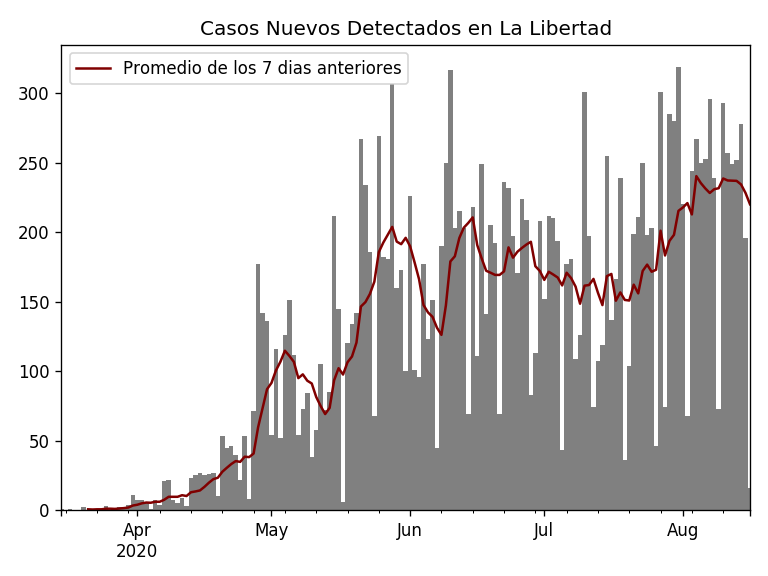 Casos Nuevos Detectados en La Libertad
Promedio de los 7 dias anteriores
300
250
200
150
100
50
0
Apr May Jun Jul Aug
2020